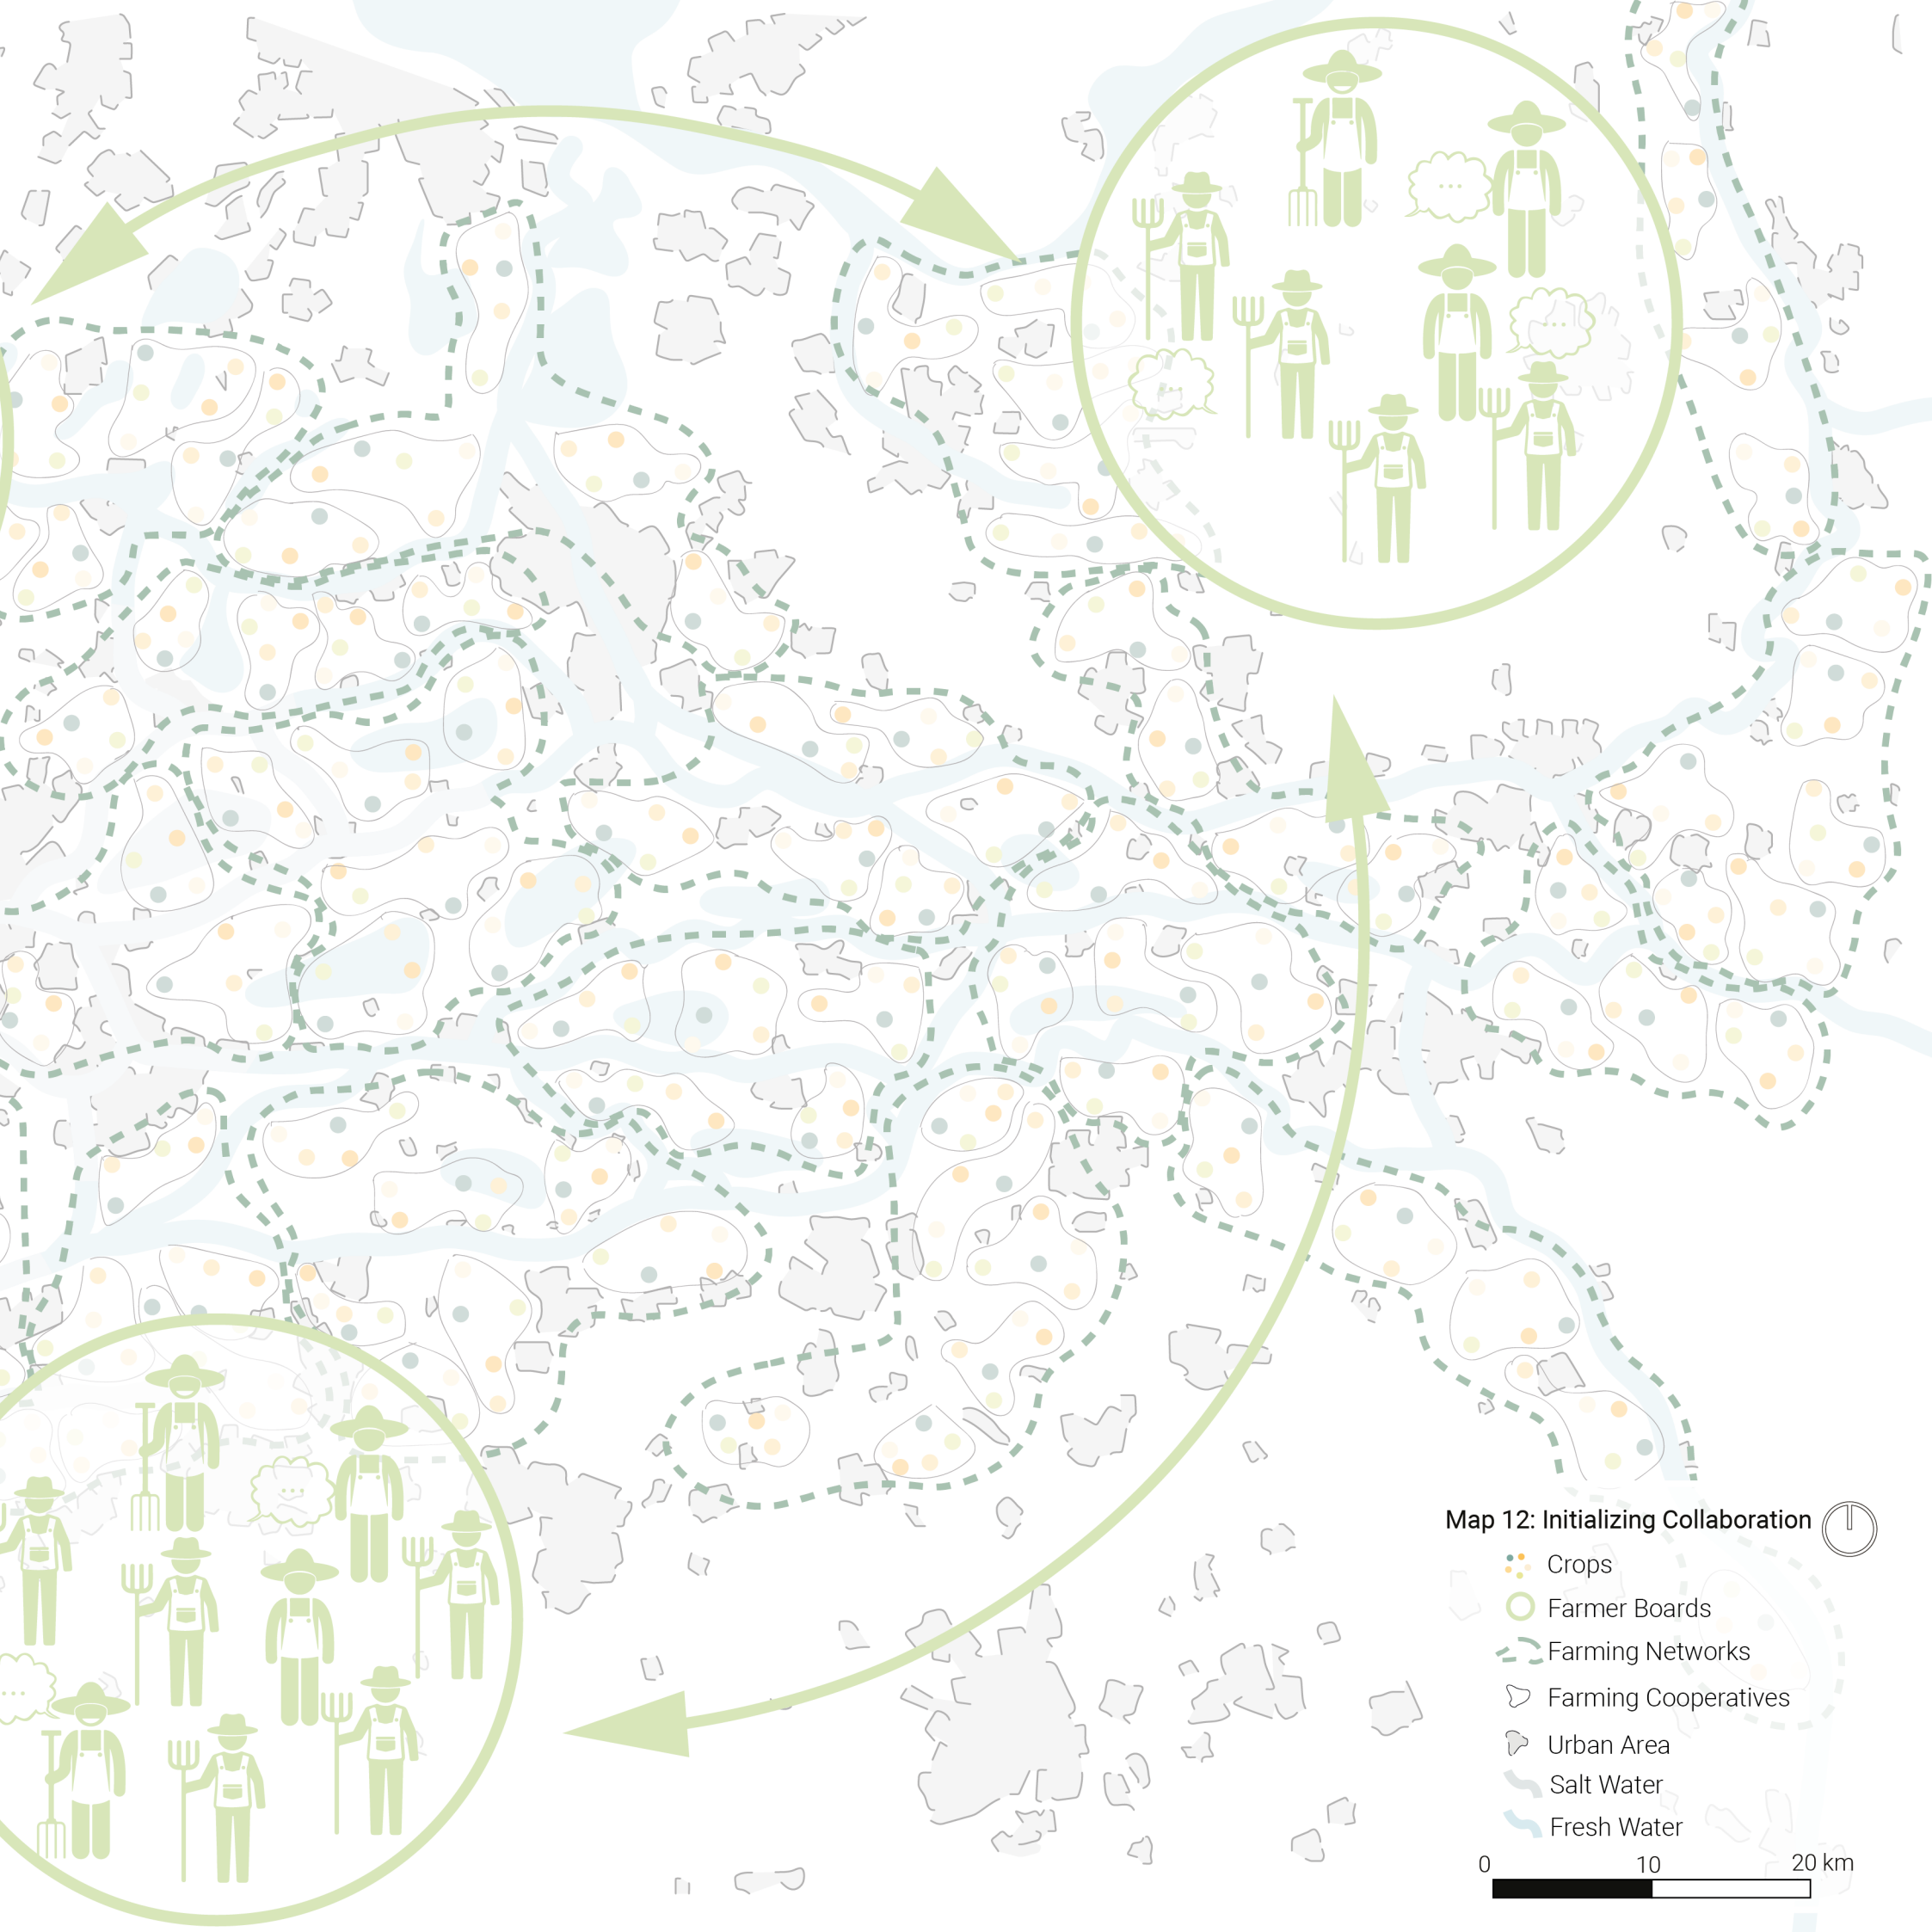 Map 12: Initializing Collaboration
Crops
Farmer Boards
Farming Networks
Farming Cooperatives
Urban Area
Salt Water
Fresh Water
0 10 20 km